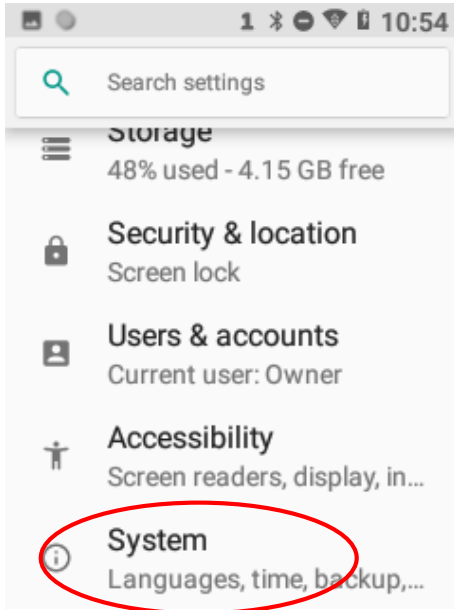 1 10:54
Search settings
Storage
48% used - 4.15 GB free
Security & location
Screen lock
Users & accounts
Current user: Owner
Accessibility
Screen readers, display, in...
System
Languages, time, backup,...